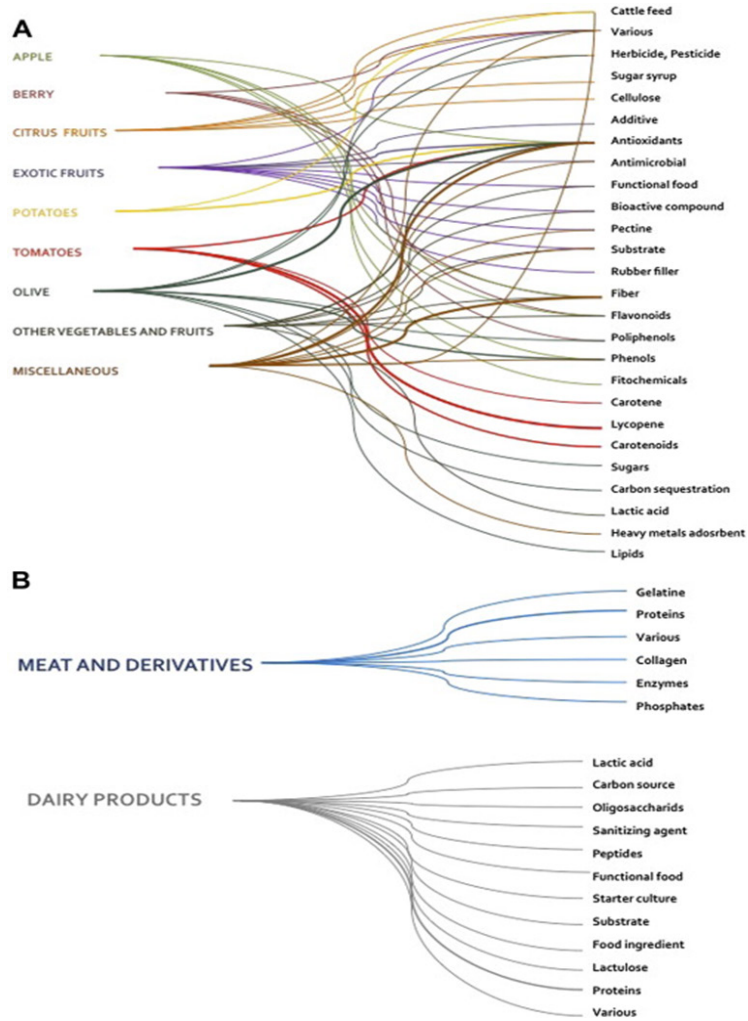 A
APPLE
BERRY
CITRUS FRUITS
EXOTIC FRUITS
POTATOES
TOMATOES
OLIVE
OTHER VEGETABLES AND FRUITS
MISCELLANEOUS
Cattle feed
Various
Herbicide, Pesticide
Sugar syrup
Cellulose
Additive
Antioxidants
Antimicrobial
Functional food
Bioactive compound
Pectine
Substrate
Rubber filler
Fiber
Flavonoids
Poliphenols
Phenols
Fitochemicals
Carotene
Lycopene
Carotenoids
Sugars
Carbon sequestration
Lactic acid
Heavy metals adosrbent
Lipids
B
MEAT AND DERIVATIVES
Gelatine
Proteins
Various
Collagen
Enzymes
Phosphates
DAIRY PRODUCTS
Lactic acid
Carbon source
Oligosaccharids
Sanitizing agent
Peptides
Functional food
Starter culture
Substrate
Food ingredient
Lactulose
Proteins
Various